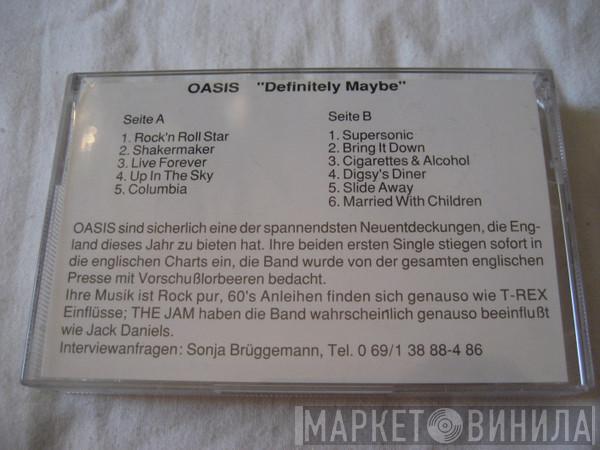 OASIS "Definitely Maybe"
Seite A
1. Rock'n Roll Star
2. Shakermaker
3. Live Forever
4. Up In The Sky
5. Columbia
Seite B
1. Supersonic
2. Bring It Down
3. Cigarettes & Alcohol
4. Digsy's Diner
5. Slide Away
6. Married With Children
OASIS sind sicherlich eine der spannendsten Neuentdeckungen, die Eng-
land dieses Jahr zu bieten hat. Ihre beiden ersten Single stiegen sofort in
die englischen Charts ein, die Band wurde von der gesamten englischen
Presse mit Vorschußlorbeeren bedacht.
Ihre Musik ist Rock pur, 60's Anleihen finden sich genauso wie T-REX
Einflüsse; THE JAM haben die Band wahrscheinlich genauso beeinflußt
wie Jack Daniels.
Interviewanfragen: Sonja Brüggemann, Tel. 0 69/1 38 88-4 86
МАРКЕТ ВИНИЛА